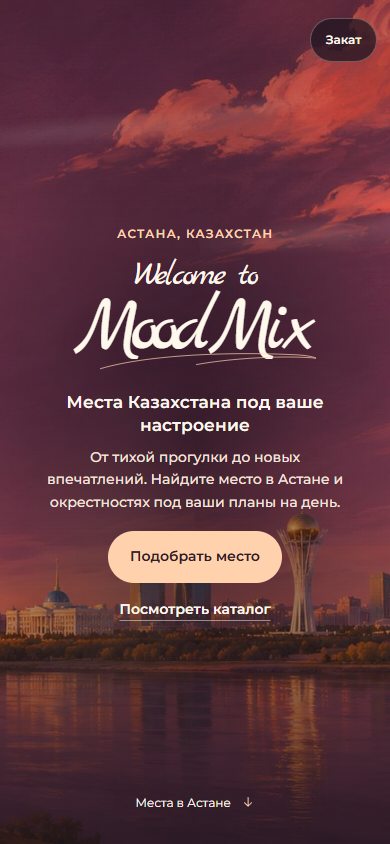 Закат
АСТАНА, КАЗАХСТАН
Welcome to
MoodMix
Места Казахстана под ваше
настроение
От тихой прогулки до новых
впечатлений. Найдите место в Астане и
окрестностях под ваши планы на день.
Подобрать место
Посмотреть каталог
Места в Астане ↓